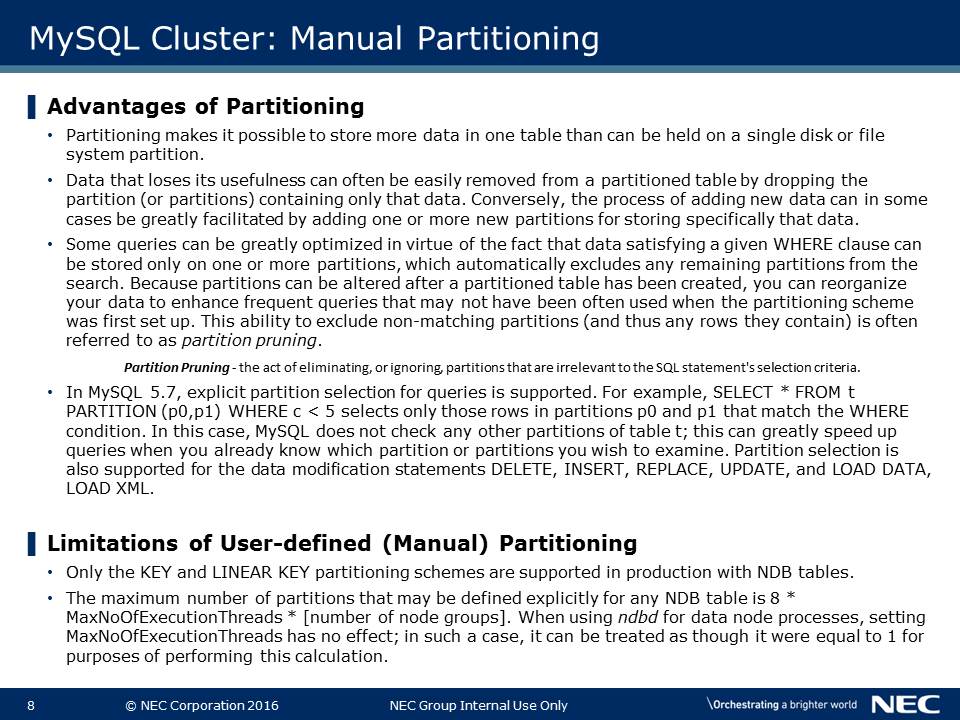 MySQL Cluster: Manual Partitioning
Advantages of Partitioning
• Partitioning makes it possible to store more data in one table than can be held on a single disk or file
system partition.
• Data that loses its usefulness can often be easily removed from a partitioned table by dropping the
partition (or partitions) containing only that data. Conversely, the process of adding new data can in some
cases be greatly facilitated by adding one or more new partitions for storing specifically that data.
• Some queries can be greatly optimized in virtue of the fact that data satisfying a given WHERE clause can
be stored only on one or more partitions, which automatically excludes any remaining partitions from the
search. Because partitions can be altered after a partitioned table has been created, you can reorganize
your data to enhance frequent queries that may not have been often used when the partitioning scheme
was first set up. This ability to exclude non-matching partitions (and thus any rows they contain) is often
referred to as partition pruning.
Partition Pruning - the act of eliminating, or ignoring, partitions that are irrelevant to the SQL statement's selection criteria.
• In MySQL 5.7, explicit partition selection for queries is supported. For example, SELECT * FROM t
PARTITION (p0,p1) WHERE c < 5 selects only those rows in partitions p0 and p1 that match the WHERE
condition. In this case, MySQL does not check any other partitions of table t; this can greatly speed up
queries when you already know which partition or partitions you wish to examine. Partition selection is
also supported for the data modification statements DELETE, INSERT, REPLACE, UPDATE, and LOAD DATA,
LOAD XML.
Limitations of User-defined (Manual) Partitioning
• Only the KEY and LINEAR KEY partitioning schemes are supported in production with NDB tables.
• The maximum number of partitions that may be defined explicitly for any NDB table is 8 *
MaxNoOfExecutionThreads * [number of node groups]. When using ndbd for data node processes, setting
MaxNoOfExecutionThreads has no effect; in such a case, it can be treated as though it were equal to 1 for
purposes of performing this calculation.
8 © NEC Corporation 2016 NEC Group Internal Use Only \Orchestrating a brighter world NEC